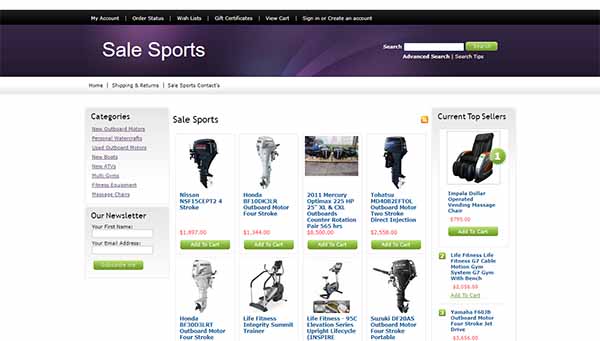 My Account | Order Status | Wish Lists | Gift Certificates | View Cart | Sign in or Create an account
Sale Sports
Search Search
Advanced Search | Search Tips
Home | Shipping & Returns | Sale Sports Contact's
Categories
New Outboard Motors
Personal Watercrafts
Used Outboard Motors
New Boats
New ATVs
Multi Gyms
Fitness Equipment
Massage Chairs
Our Newsletter
Your First Name:
Your Email Address:
Subscribe me
Sale Sports
Nissan
NSF15CEPT2 4
Stroke
$1,897.00
Add To Cart
Honda
BF10DK3LR
Outboard Motor
Four Stroke
$1,344.00
Add To Cart
2011 Mercury
Optimax 225 HP
25" XL & CXL
Outboards
Counter Rotation
Pair 565 hrs
$8,500.00
Add To Cart
Tohatsu
MD40B2EFTOL
Outboard Motor
Two Stroke
Direct Injection
$2,558.00
Add To Cart
Honda
BF30D3LRT
Outboard Motor
Four Stroke
Life Fitness
Integrity Summit
Trainer
Life Fitness - 95C
Elevation Series
Upright Lifecycle
(INSPIRE
Suzuki DF20AS
Outboard Motor
Four Stroke
Portable
Current Top Sellers
1
Impala Dollar
Operated
Vending Massage
Chair
$795.00
Add To Cart
2
Life Fitness Life
Fitness G7 Cable
Motion Gym
System G7 Gym
With Bench
Add To Cart
3
Yamaha F60JB
Outboard Motor
Four Stroke Jet
Drive